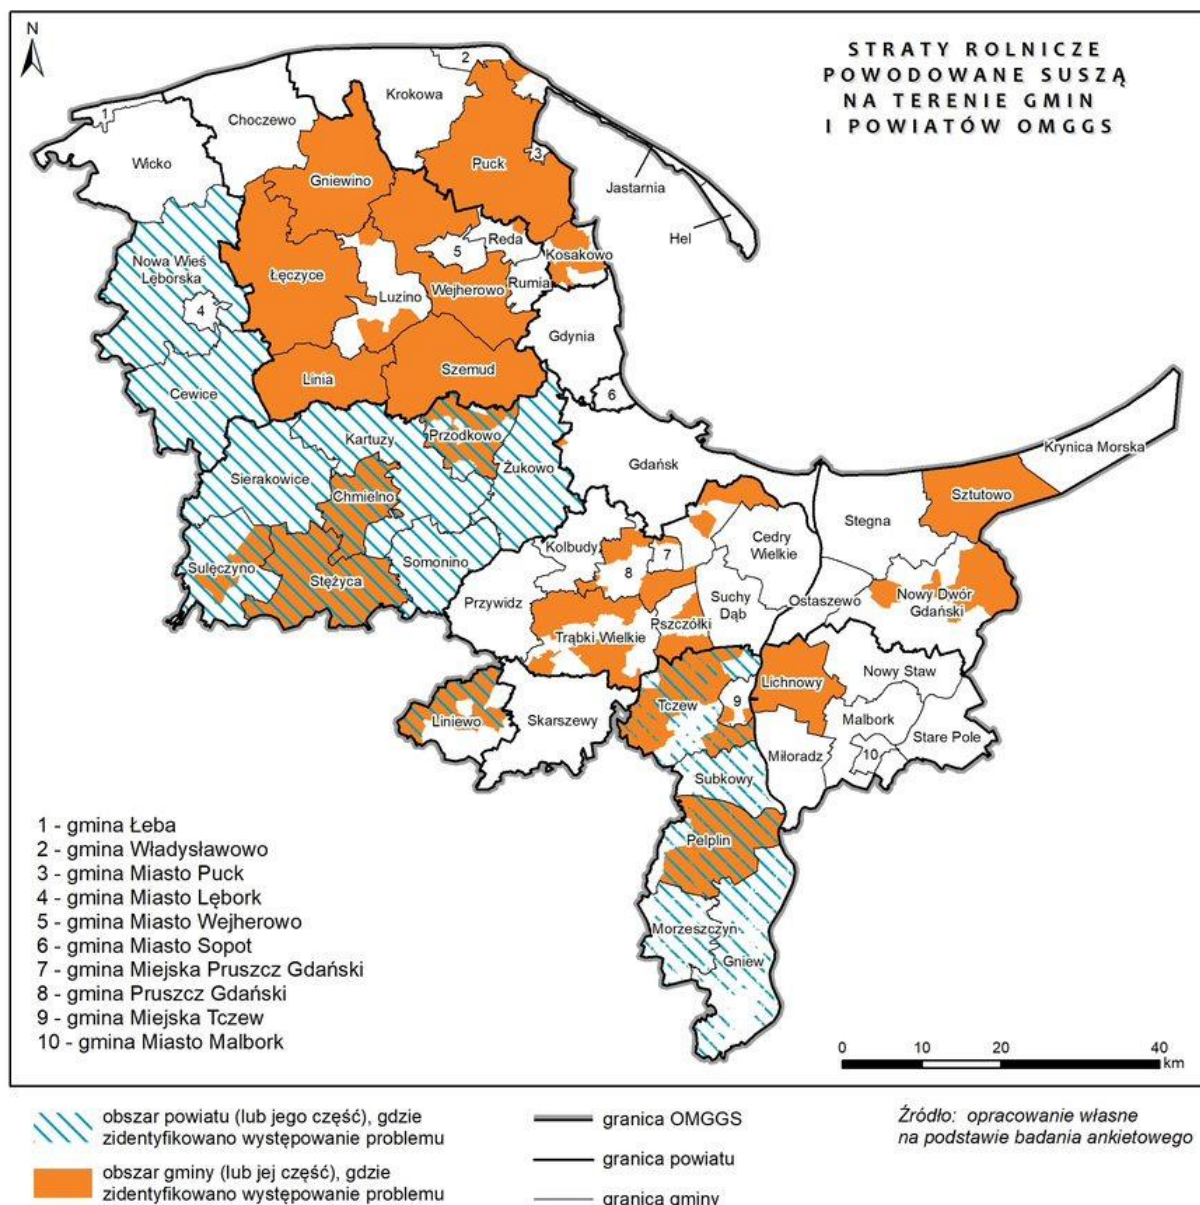 N
STRATY ROLNICZE
POWODOWANE SUSZĄ
NA TERENIE GMIN
I POWIATÓW OMGGS
2
Krokowa
1
Choczewo
Wicko
Puck
3
Gniewino
Jastarnia
Hel
Reda
5
Kosakowo
Nowa Wieś
Lęborska
Łęczyce
Luzino
Wejherowo
Rumia
4
Gdynia
Linia
Szemud
Cewice
6
Kartuzy
Przodkowo
Krynica Morska
Sierakowice
Żukowo
Gdańsk
Chmielno
Sztutowo
Stegna
Kolbudy
7
Cedry
Wielkie
8
Sulęczyno
Stężyca
Somonino
Przywidz
Suchy
Dąb
Ostaszewo
Nowy Dwór
Gdański
Trąbki Wielkie
Pszczółki
Lichnowy
Nowy Staw
Liniewo
Skarszewy
Tczew
9
Malbork
Stare Pole
Miłoradz
10
Subkowy
Pelplin
Morzeszczyn
Gniew
1 - gmina Łeba
2 - gmina Władysławowo
3 - gmina Miasto Puck
4 - gmina Miasto Lębork
5 - gmina Miasto Wejherowo
6 - gmina Miasto Sopot
7 - gmina Miejska Pruszcz Gdański
8 - gmina Pruszcz Gdański
9 - gmina Miejska Tczew
10 - gmina Miasto Malbork
0 10 20 40
km
obszar powiatu (lub jego część), gdzie
zidentyfikowano występowanie problemu
obszar gminy (lub jej część), gdzie
zidentyfikowano występowanie problemu
granica OMGGS
granica powiatu
granica gminy
Źródło: opracowanie własne
na podstawie badania ankietowego